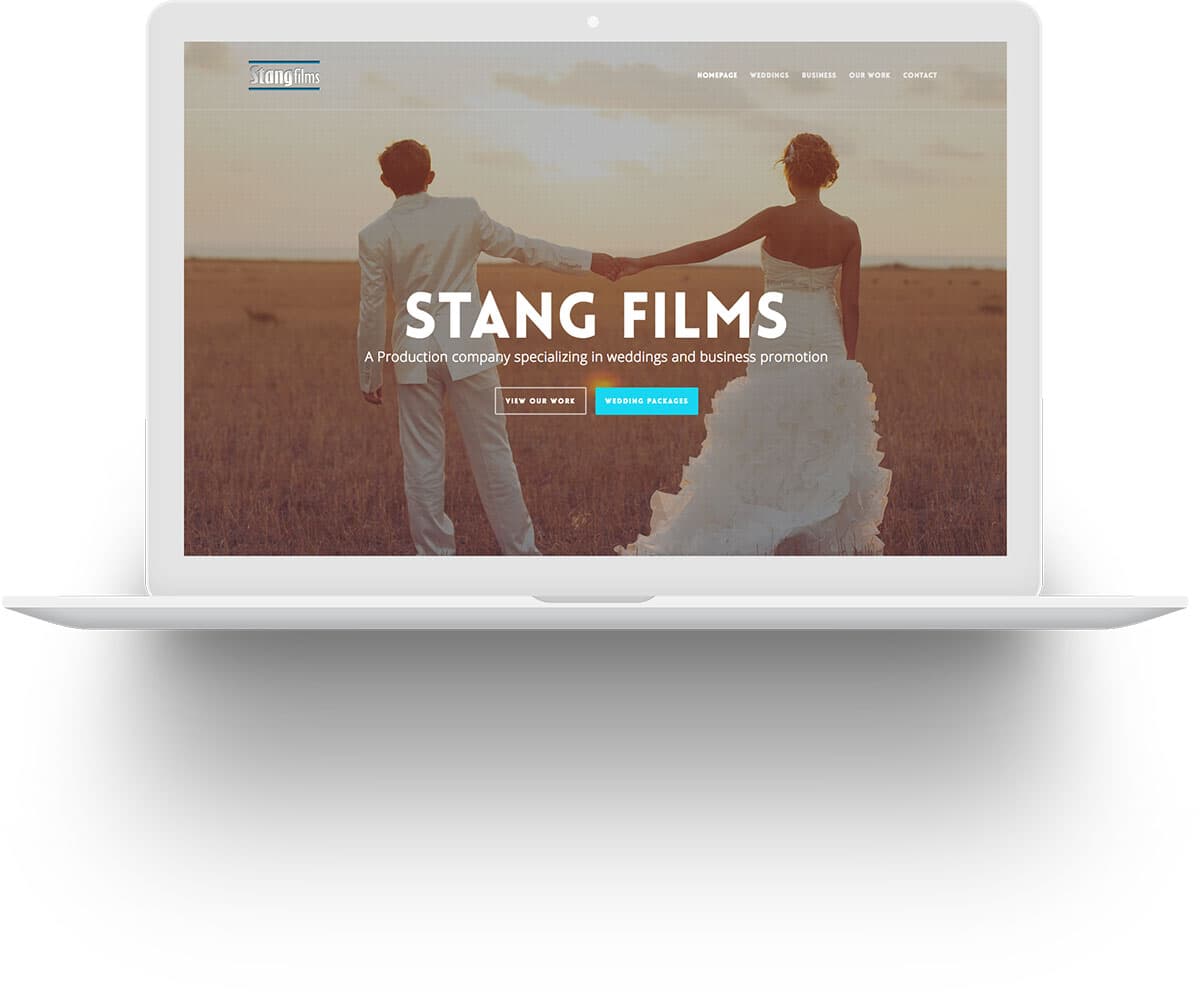 Stangfilms
HOMEPAGE WEDDINGS BUSINESS OUR WORK CONTACT
STANG FILMS
A Production company specializing in weddings and business promotion
VIEW OUR WORK WEDDING PACKAGES